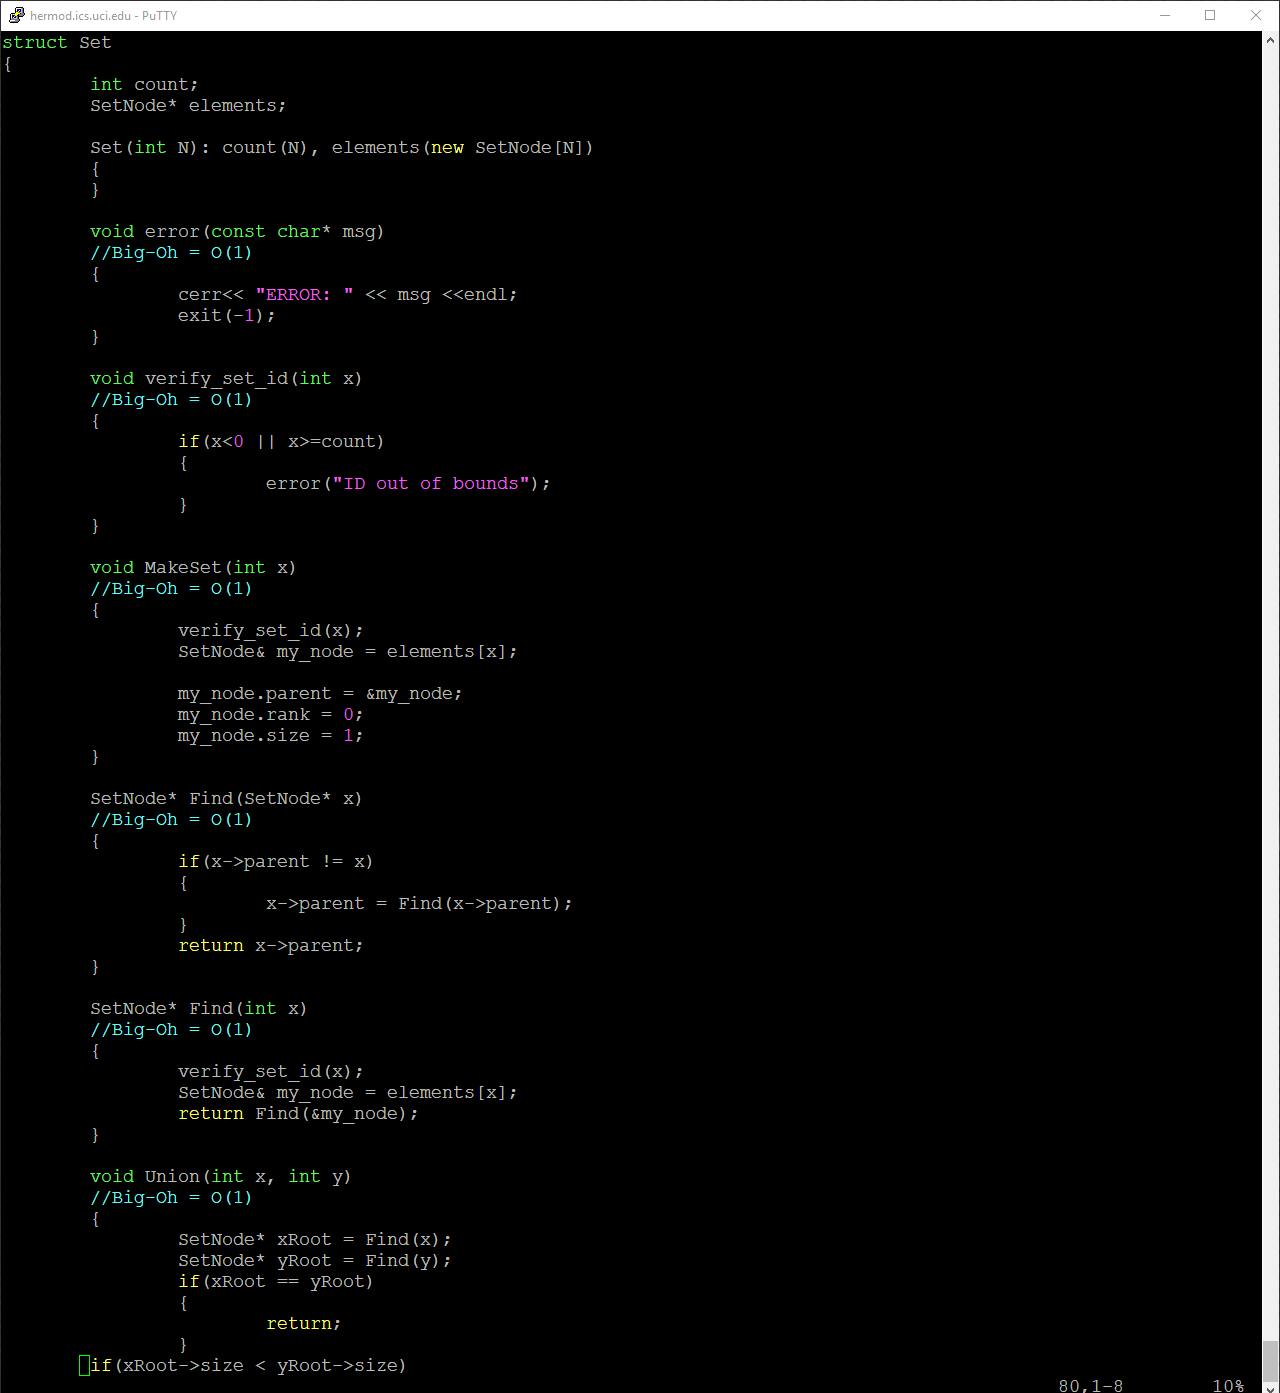 hermod.ics.uci.edu - PuTTY
struct Set
{
        int count;
        SetNode* elements;

        Set(int N): count(N), elements(new SetNode[N])
        {
        }

        void error(const char* msg)
        //Big-Oh = O(1)
        {
                cerr<< "ERROR: " << msg <<endl;
                exit(-1);
        }

        void verify_set_id(int x)
        //Big-Oh = O(1)
        {
                if(x<0 || x>=count)
                {
                        error("ID out of bounds");
                }
        }

        void MakeSet(int x)
        //Big-Oh = O(1)
        {
                verify_set_id(x);
                SetNode& my_node = elements[x];

                my_node.parent = &my_node;
                my_node.rank = 0;
                my_node.size = 1;
        }

        SetNode* Find(SetNode* x)
        //Big-Oh = O(1)
        {
                if(x->parent != x)
                {
                        x->parent = Find(x->parent);
                }
                return x->parent;
        }

        SetNode* Find(int x)
        //Big-Oh = O(1)
        {
                verify_set_id(x);
                SetNode& my_node = elements[x];
                return Find(&my_node);
        }

        void Union(int x, int y)
        //Big-Oh = O(1)
        {
                SetNode* xRoot = Find(x);
                SetNode* yRoot = Find(y);
                if(xRoot == yRoot)
                {
                        return;
                }
        if(xRoot->size < yRoot->size)
80,1-8        10%